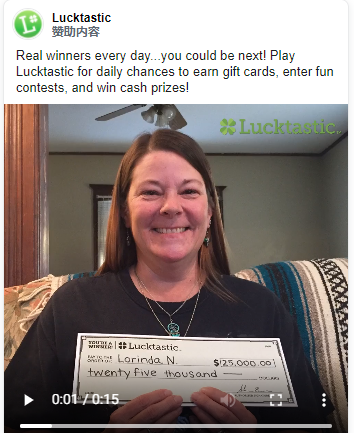 Lucktastic
赞助内容
Real winners every day...you could be next! Play
Lucktastic for daily chances to earn gift cards, enter fun
contests, and win cash prizes!
Lucktastic
YOU'RE A
WINNER!
Lucktastic
PAY TO THE
ORDER OF:
Lorinda N.
$25,000.00
twenty five thousand
Lucktastic
0:01 / 0:15